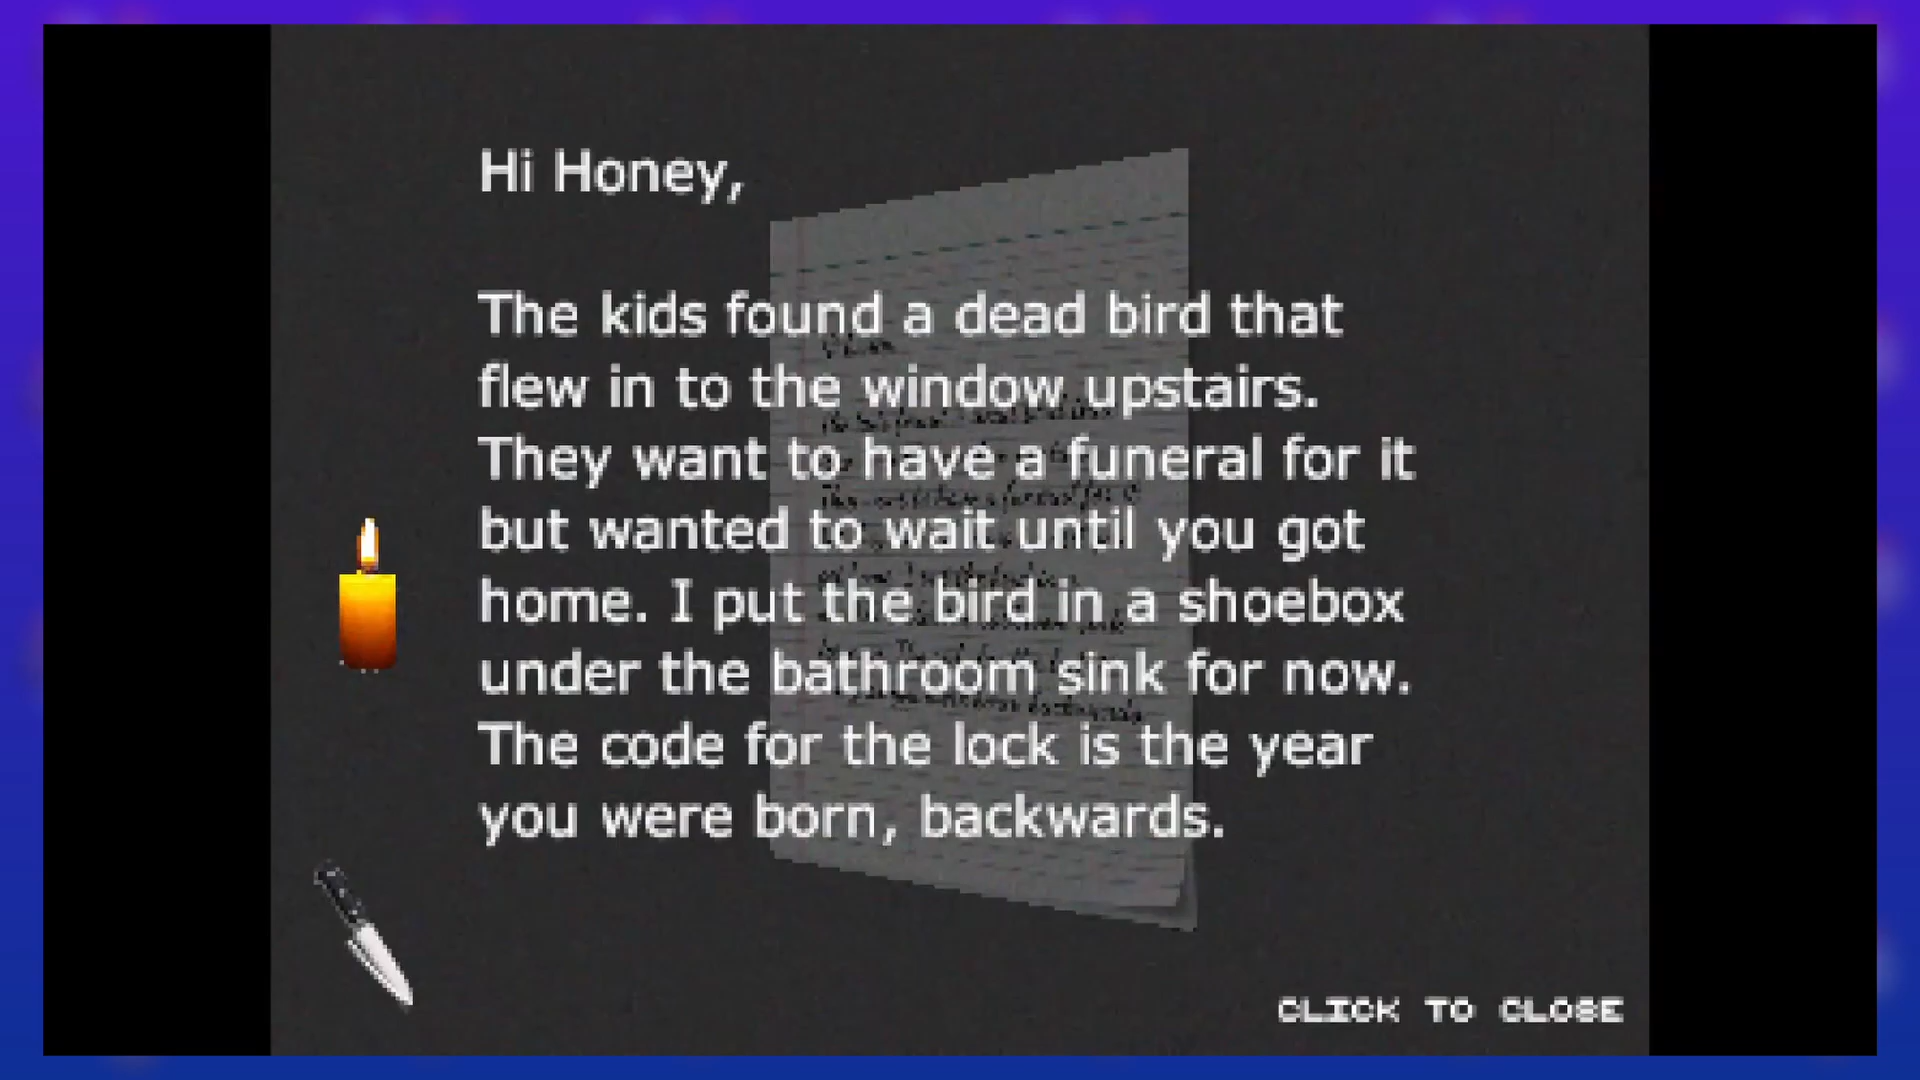 Hi Honey,
The kids found a dead bird that
flew in to the window upstairs.
They want to have a funeral for it
but wanted to wait until you got
home. I put the bird in a shoebox
under the bathroom sink for now.
The code for the lock is the year
you were born, backwards.
CLICK TO CLOSE